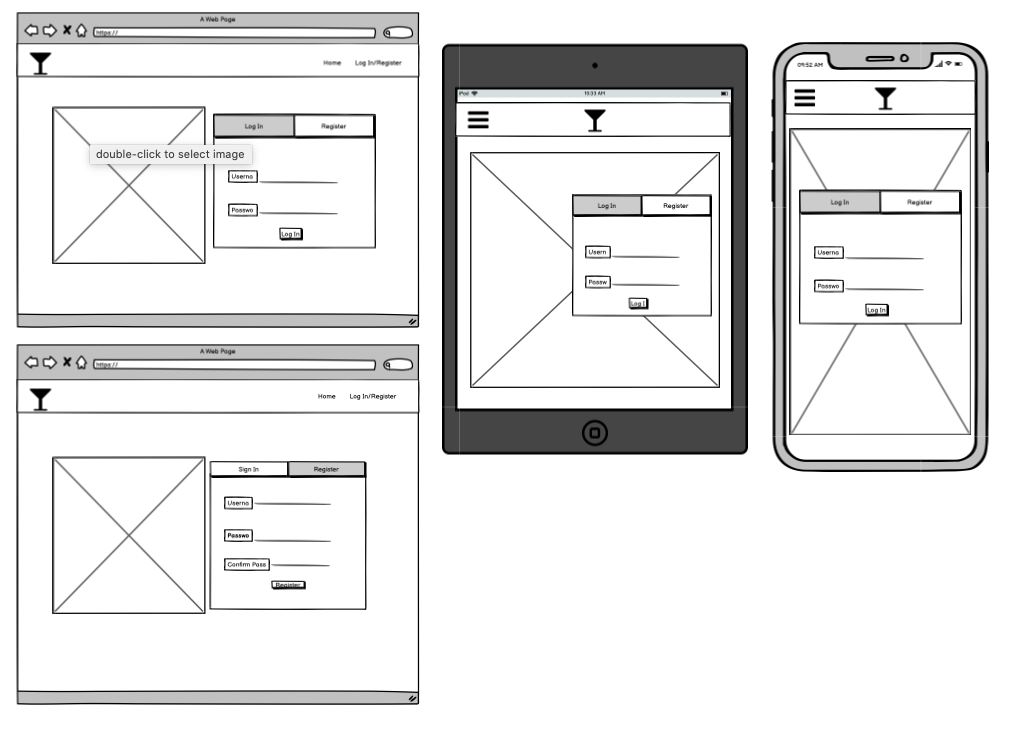 A Web Page
https://
Home Log In/Register
Log In Register
double-click to select image
Userna
Passwo
Log In
A Web Page
https://
Home Log In/Register
Sign In Register
Userna
Passwo
Confirm Pass
Register
iPad 10:33 AM
Log In Register
Usern
Passw
Log I
09:52 AM
Log In Register
Userna
Passwo
Log In